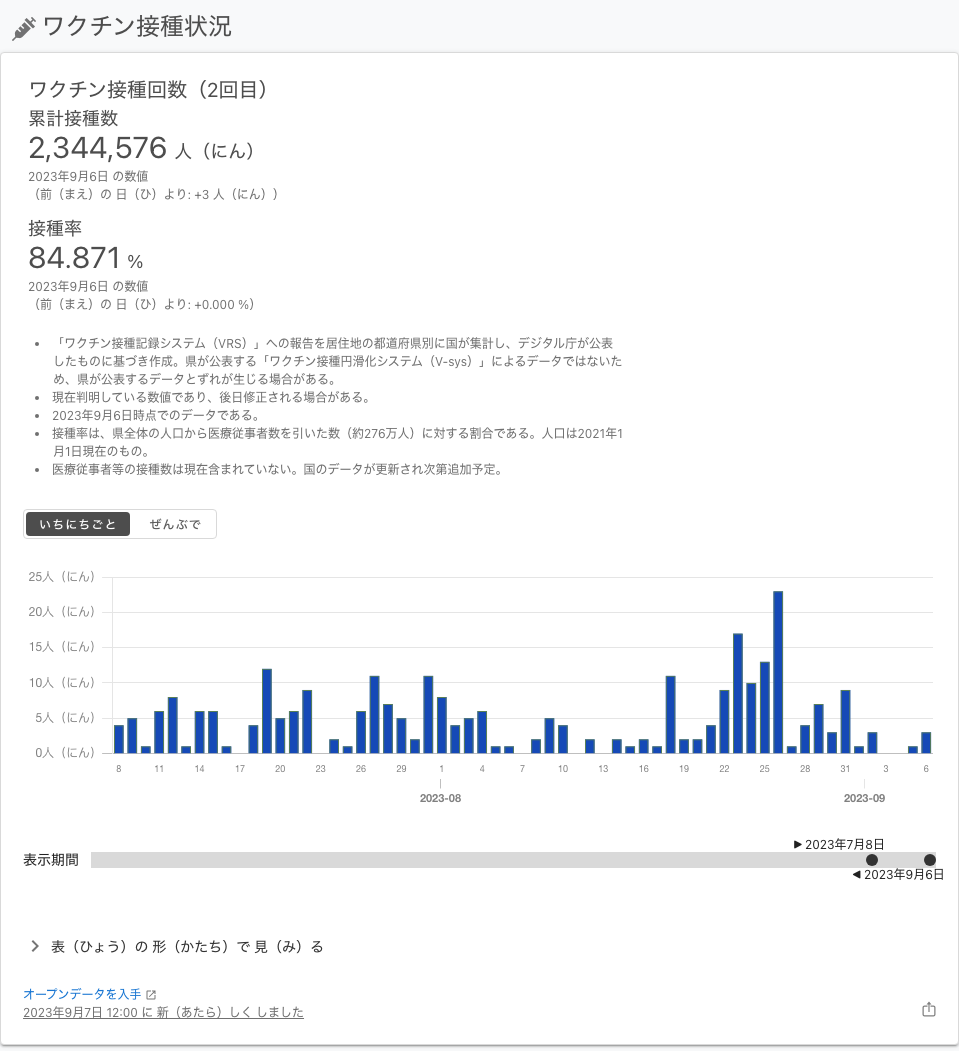 ワクチン接種状況
ワクチン接種回数（2回目）
累計接種数
2,344,576 人（にん）
2023年9月6日 の数値
（前（まえ）の 日（ひ）より: +3 人（にん））
接種率
84.871 %
2023年9月6日 の数値
（前（まえ）の 日（ひ）より: +0.000 %）
• 「ワクチン接種記録システム（VRS）」への報告を居住地の都道府県別に国が集計し、デジタル庁が公表
したものに基づき作成。県が公表する「ワクチン接種円滑化システム（V-sys）」によるデータではないた
め、県が公表するデータとずれが生じる場合がある。
• 現在判明している数値であり、後日修正される場合がある。
• 2023年9月6日時点でのデータである。
• 接種率は、県全体の人口から医療従事者数を引いた数（約276万人）に対する割合である。人口は2021年1
月1日現在のもの。
• 医療従事者等の接種数は現在含まれていない。国のデータが更新され次第追加予定。
いちにちごと ぜんぶで
25人（にん）
20人（にん）
15人（にん）
10人（にん）
5人（にん）
0人（にん）
8 11 14 17 20 23 26 29 1 4 7 10 13 16 19 22 25 28 31 3 6
2023-08 2023-09
▶ 2023年7月8日
表示期間
◀ 2023年9月6日
表（ひょう）の 形（かたち）で 見（み）る
オープンデータを入手
2023年9月7日 12:00 に 新（あたら）しく しました